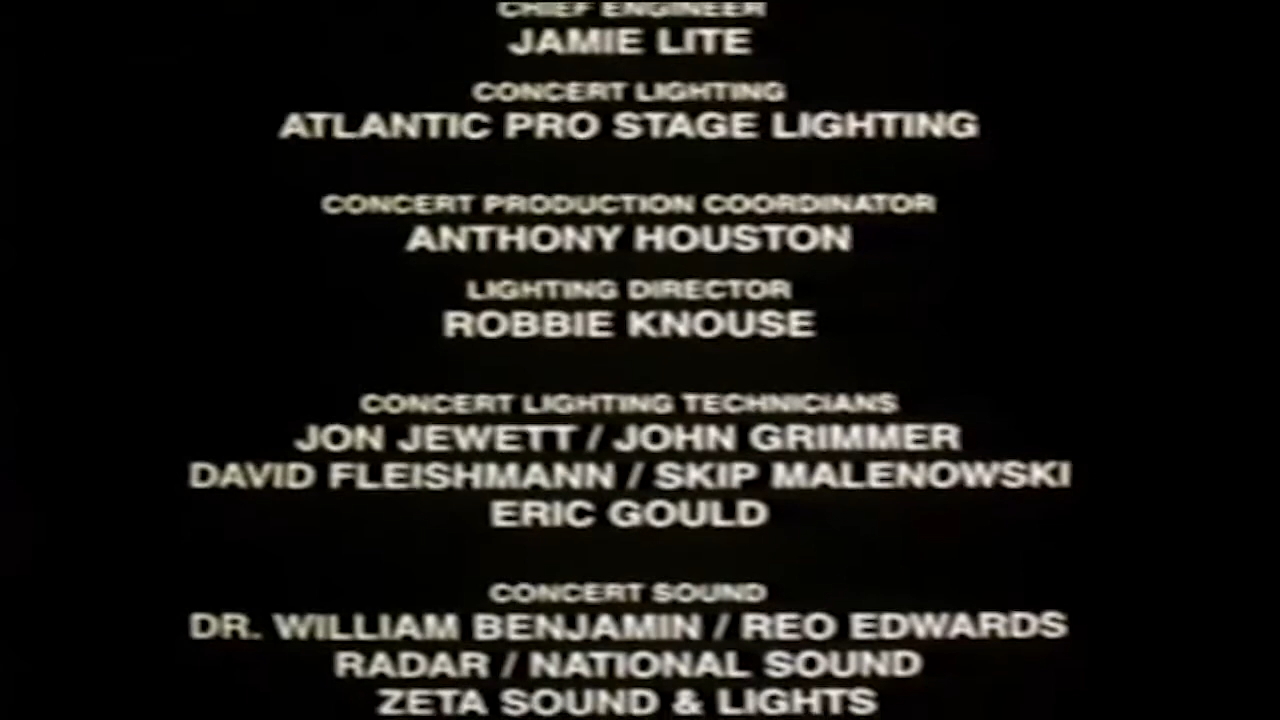 CHIEF ENGINEER
JAMIE LITE
CONCERT LIGHTING
ATLANTIC PRO STAGE LIGHTING
CONCERT PRODUCTION COORDINATOR
ANTHONY HOUSTON
LIGHTING DIRECTOR
ROBBIE KNOUSE
CONCERT LIGHTING TECHNICIANS
JON JEWETT / JOHN GRIMMER
DAVID FLEISHMANN / SKIP MALENOWSKI
ERIC GOULD
CONCERT SOUND
DR. WILLIAM BENJAMIN / REO EDWARDS
RADAR / NATIONAL SOUND
ZETA SOUND & LIGHTS